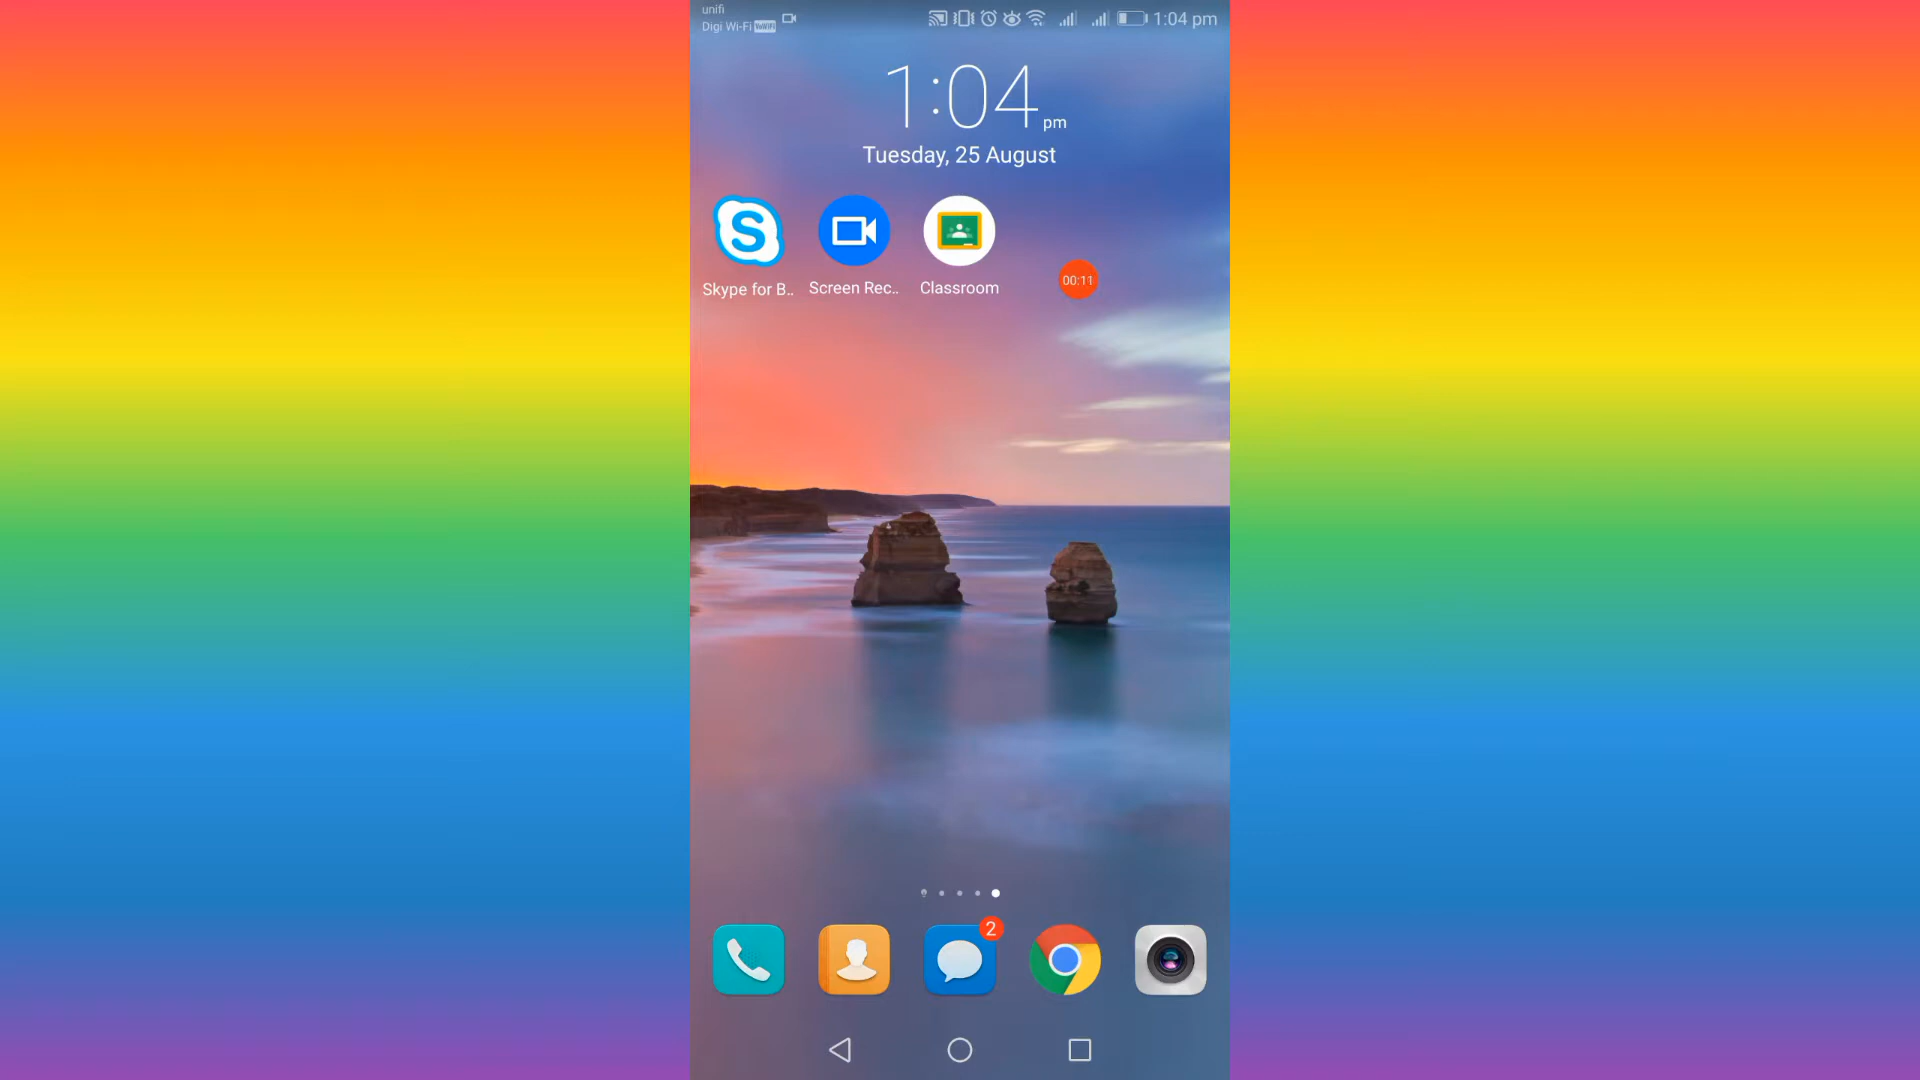 unifi
Digi Wi-Fi VoWiFi
1:04 pm
1:04 pm
Tuesday, 25 August
Skype for B..
Screen Rec..
Classroom
00:11
2